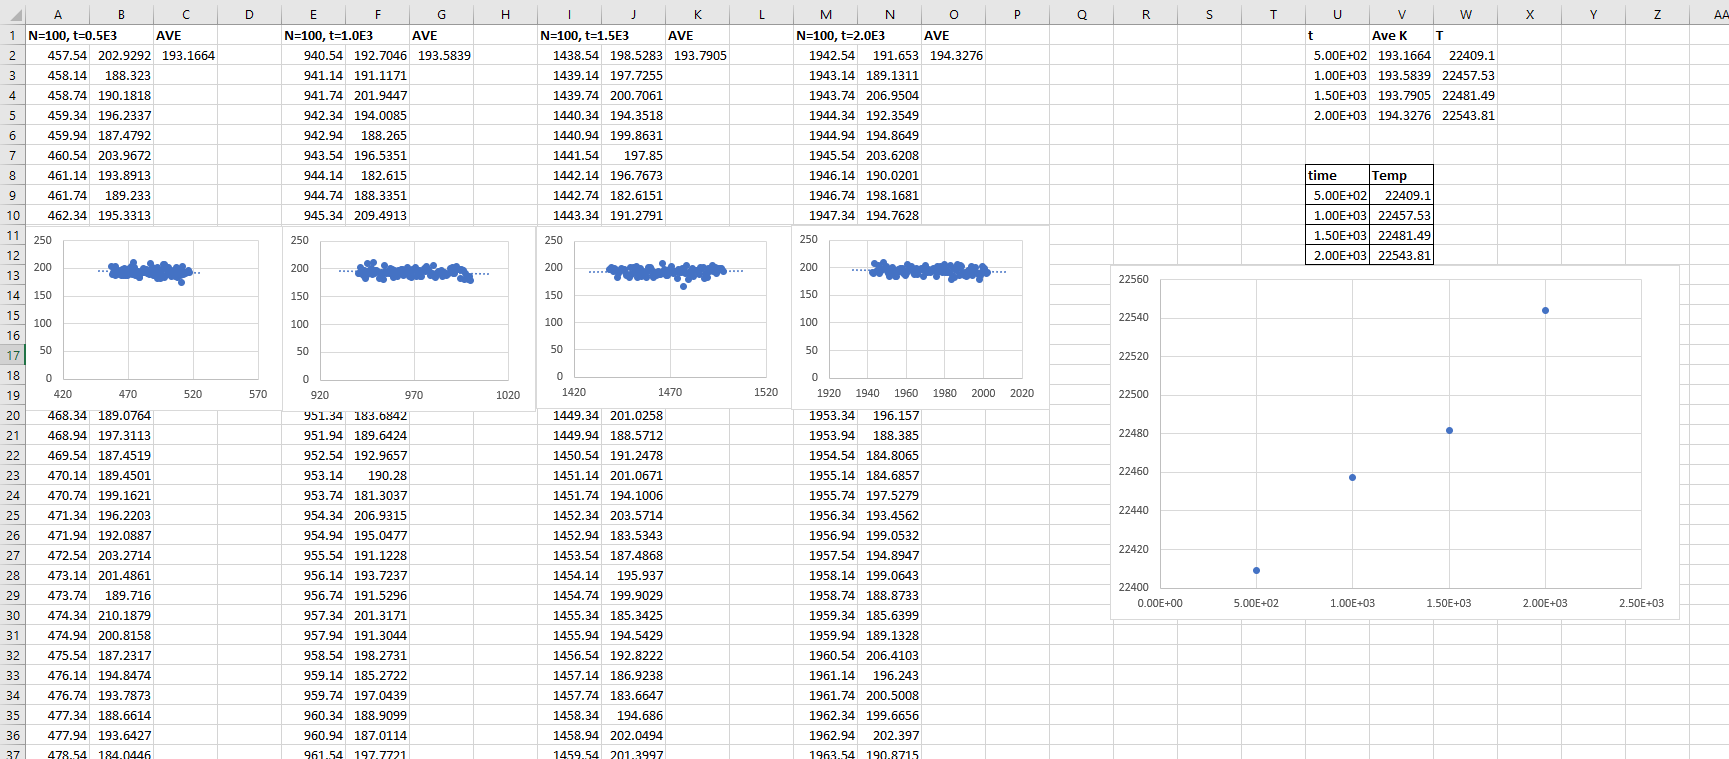 A B C D E F G H I J K L M N O P Q R S T U V W X Y Z AA
1 N=100, t=0.5E3 AVE N=100, t=1.0E3 AVE N=100, t=1.5E3 AVE N=100, t=2.0E3 AVE t Ave K T
2 457.54 202.9292 193.1664 940.54 192.7046 193.5839 1438.54 198.5283 193.7905 1942.54 191.653 194.3276 5.00E+02 193.1664 22409.1
3 458.14 188.323 941.14 191.1171 1439.14 197.7255 1943.14 189.1311 1.00E+03 193.5839 22457.53
4 458.74 190.1818 941.74 201.9447 1439.74 200.7061 1943.74 206.9504 1.50E+03 193.7905 22481.49
5 459.34 196.2337 942.34 194.0085 1440.34 194.3518 1944.34 192.3549 2.00E+03 194.3276 22543.81
6 459.94 187.4792 942.94 188.265 1440.94 199.8631 1944.94 194.8649
7 460.54 203.9672 943.54 196.5351 1441.54 197.85 1945.54 203.6208
8 461.14 193.8913 944.14 182.615 1442.14 196.7673 1946.14 190.0201 time Temp
9 461.74 189.233 944.74 188.3351 1442.74 182.6151 1946.74 198.1681 5.00E+02 22409.1
10 462.34 195.3313 945.34 209.4913 1443.34 191.2791 1947.34 194.7628 1.00E+03 22457.53
11 1.50E+03 22481.49
12 2.00E+03 22543.81
13
14
15
16
17
18
19
250
200
150
100
50
0
420 470 520 570
250
200
150
100
50
0
920 970 1020
250
200
150
100
50
0
1420 1470 1520
250
200
150
100
50
0
1920 1940 1960 1980 2000 2020
22560
22540
22520
22500
22480
22460
22440
22420
22400
0.00E+00 5.00E+02 1.00E+03 1.50E+03 2.00E+03 2.50E+03
20 468.34 189.0764 951.34 183.6842 1449.34 201.0258 1953.34 196.157
21 468.94 197.3113 951.94 189.6424 1449.94 188.5712 1953.94 188.385
22 469.54 187.4519 952.54 192.9657 1450.54 191.2478 1954.54 184.8065
23 470.14 189.4501 953.14 190.28 1451.14 201.0671 1955.14 184.6857
24 470.74 199.1621 953.74 181.3037 1451.74 194.1006 1955.74 197.5279
25 471.34 196.2203 954.34 206.9315 1452.34 203.5714 1956.34 193.4562
26 471.94 192.0887 954.94 195.0477 1452.94 183.5343 1956.94 199.0532
27 472.54 203.2714 955.54 191.1228 1453.54 187.4868 1957.54 194.8947
28 473.14 201.4861 956.14 193.7237 1454.14 195.937 1958.14 199.0643
29 473.74 189.716 956.74 191.5296 1454.74 199.9029 1958.74 188.8733
30 474.34 210.1879 957.34 201.3171 1455.34 185.3425 1959.34 185.6399
31 474.94 200.8158 957.94 191.3044 1455.94 194.5429 1959.94 189.1328
32 475.54 187.2317 958.54 198.2731 1456.54 192.8222 1960.54 206.4103
33 476.14 194.8474 959.14 185.2722 1457.14 186.9238 1961.14 196.243
34 476.74 193.7873 959.74 197.0439 1457.74 183.6647 1961.74 200.5008
35 477.34 188.6614 960.34 188.9099 1458.34 194.686 1962.34 199.6656
36 477.94 193.6427 960.94 187.0114 1458.94 202.0494 1962.94 202.397
37 478.54 184.0446 961.54 197.7721 1459.54 201.3997 1963.54 190.8715